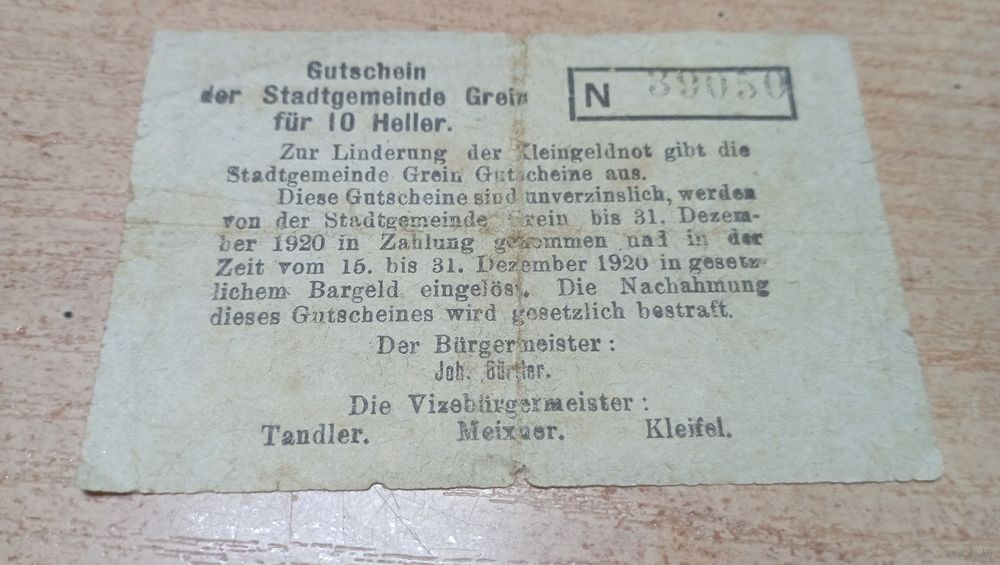 Gutschein
der Stadtgemeinde Grein
für 10 Heller.
N 39050
Zur Linderung der Kleingeldnot gibt die
Stadtgemeinde Grein Gutscheine aus.
Diese Gutscheine sind unverzinslich, werden
von der Stadtgemeinde Grein bis 31. Dezem-
ber 1920 in Zahlung genommen und in der
Zeit vom 15. bis 31. Dezember 1920 in gesetz-
lichem Bargeld eingelöst. Die Nachahmung
dieses Gutscheines wird gesetzlich bestraft.
Der Bürgermeister:
Joh.
Die Vizebürgermeister:
Tandler. Meixner. Kleifel.